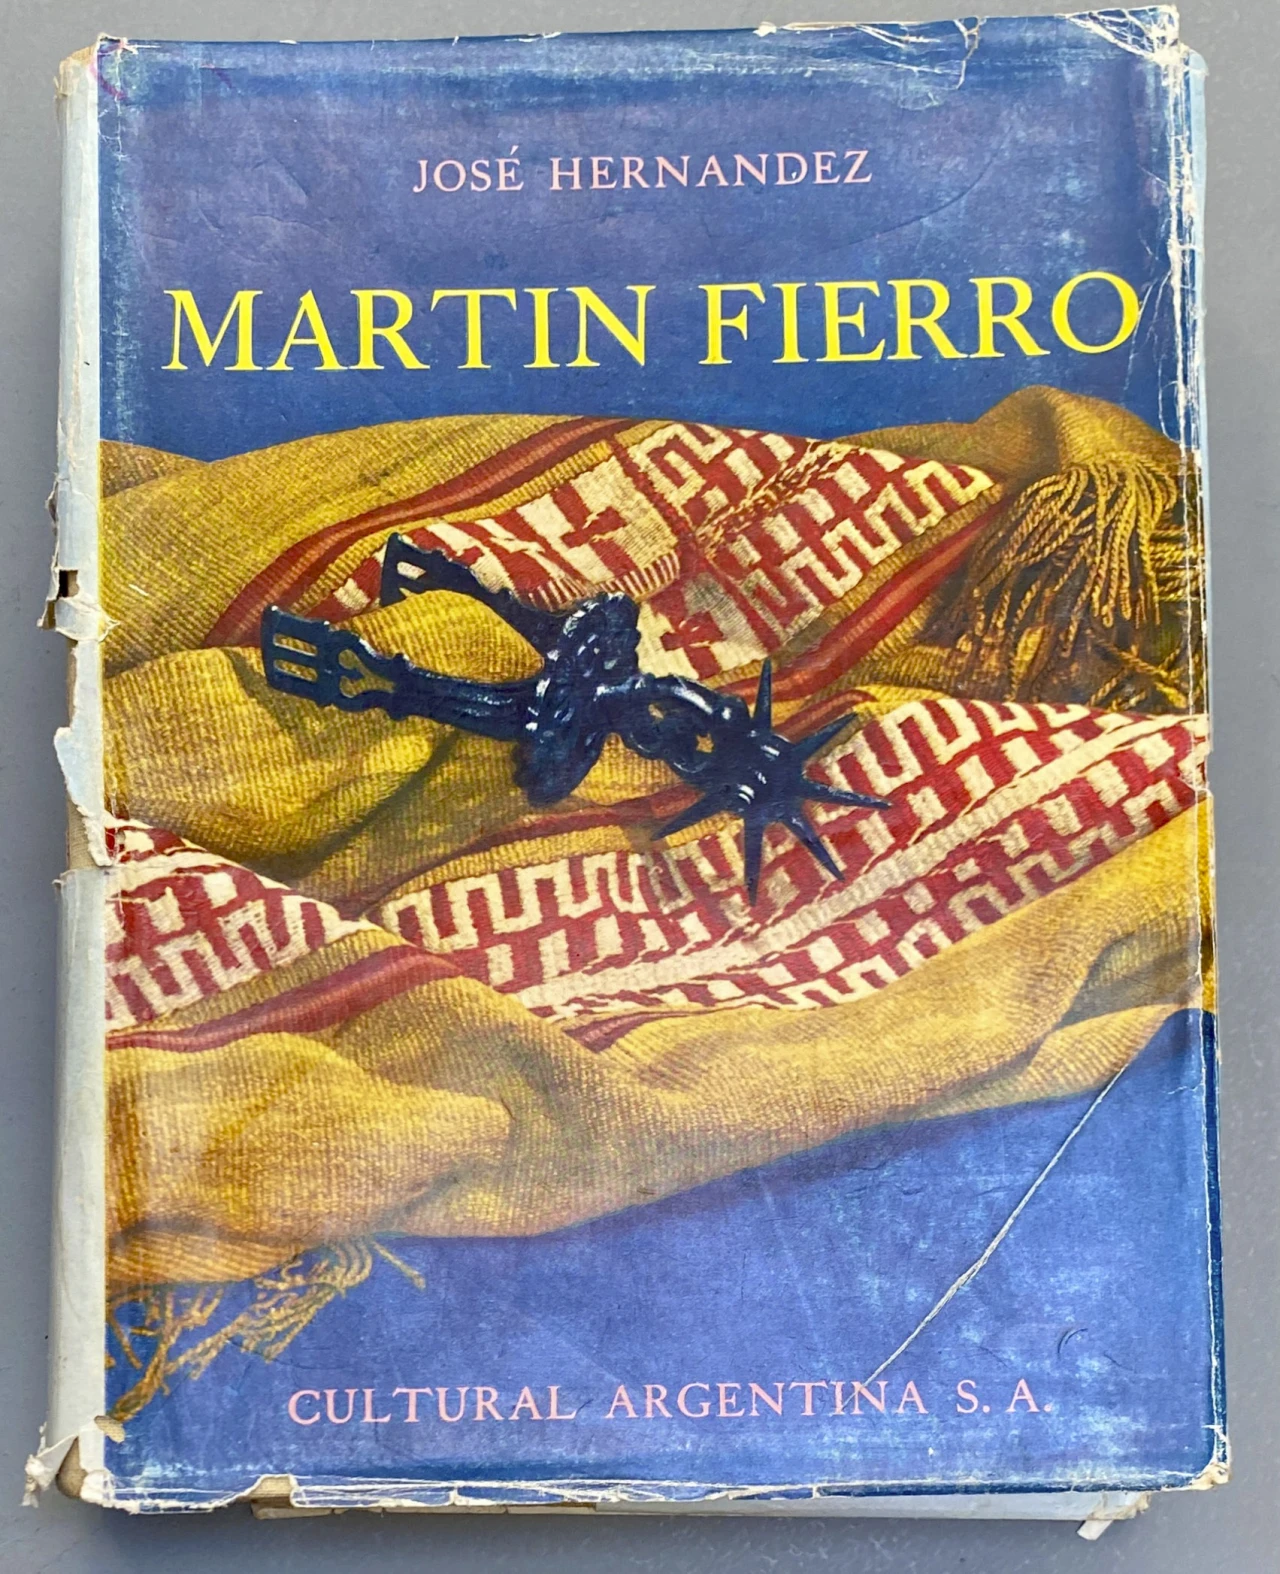 JOSÉ HERNANDEZ
MARTIN FIERRO
CULTURAL ARGENTINA S. A.